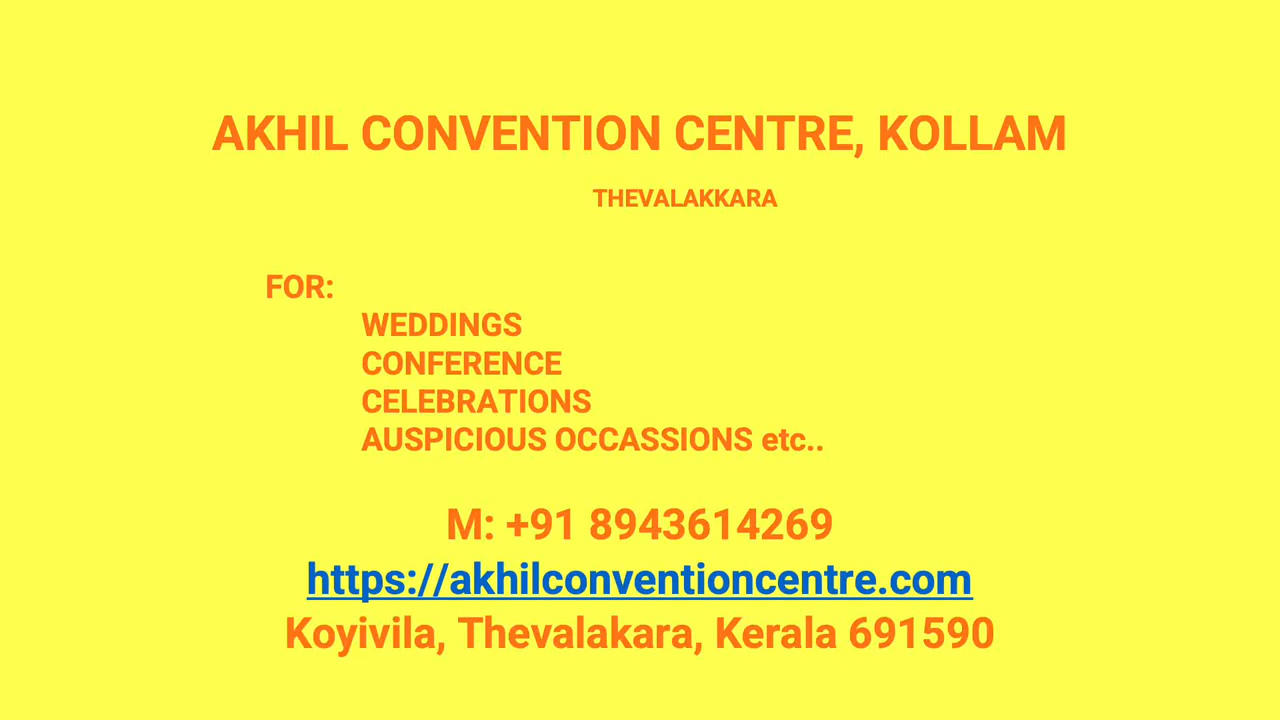 AKHIL CONVENTION CENTRE, KOLLAM
THEVALAKKARA
FOR:
WEDDINGS
CONFERENCE
CELEBRATIONS
AUSPICIOUS OCCASSIONS etc..
M: +91 8943614269
https://akhilconventioncentre.com
Koyivila, Thevalakara, Kerala 691590